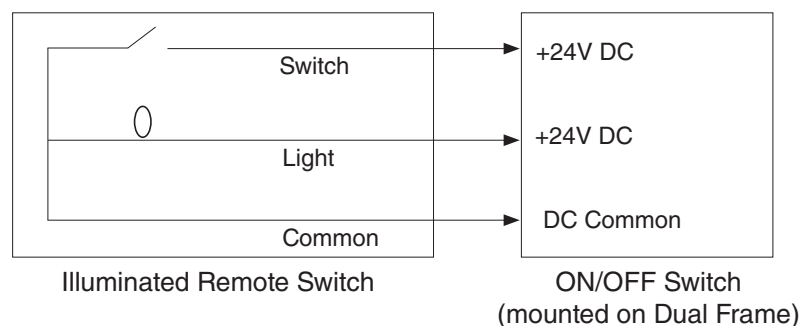 Switch
+24V DC
Light
+24V DC
Common
DC Common
Illuminated Remote Switch
ON/OFF Switch
(mounted on Dual Frame)